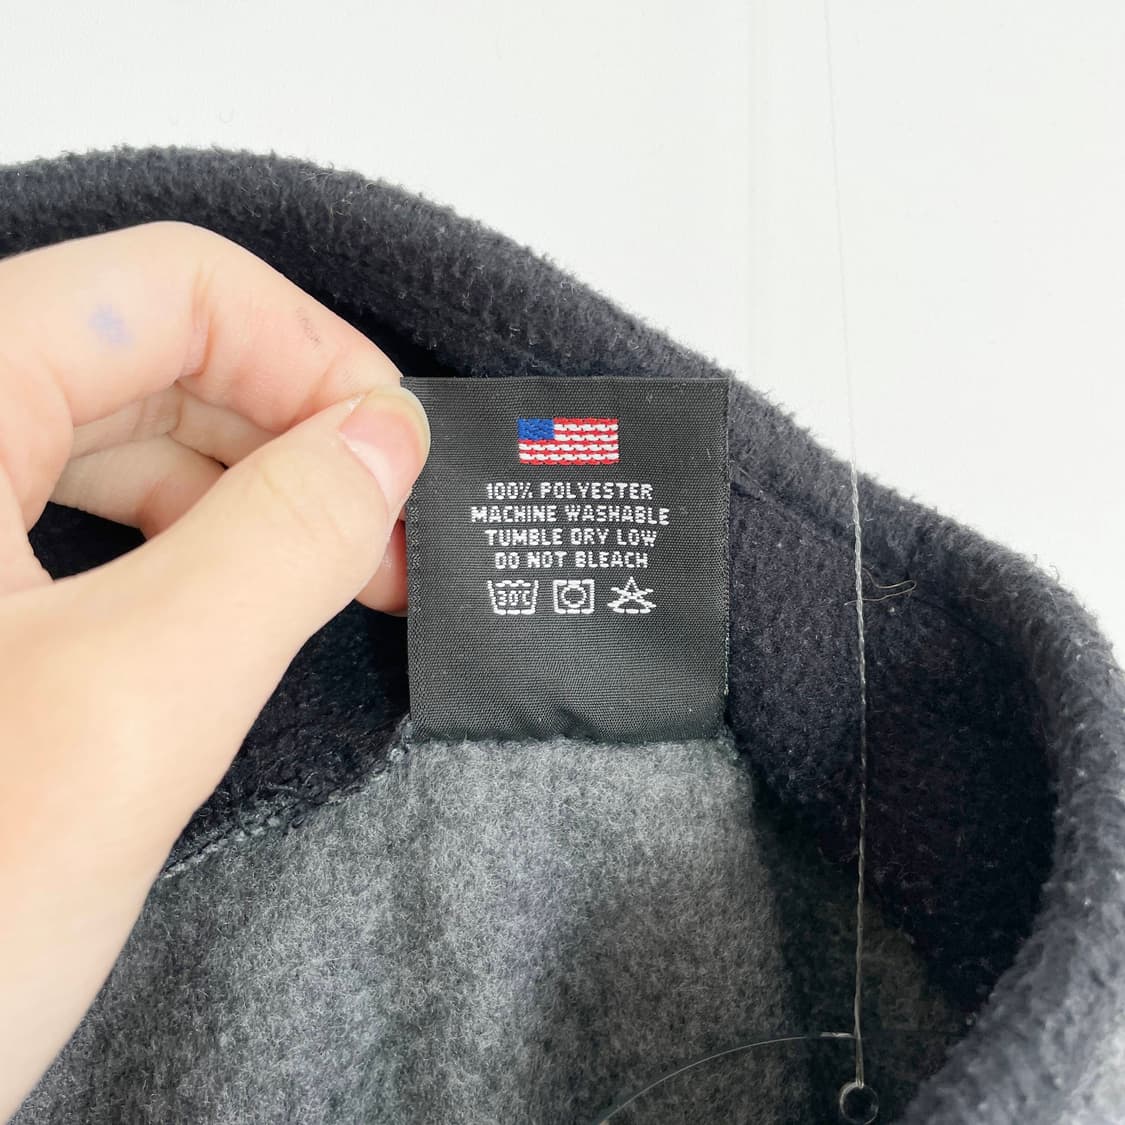 100% POLYESTER
MACHINE WASHABLE
TUMBLE DRY LOW
DO NOT BLEACH
30℃